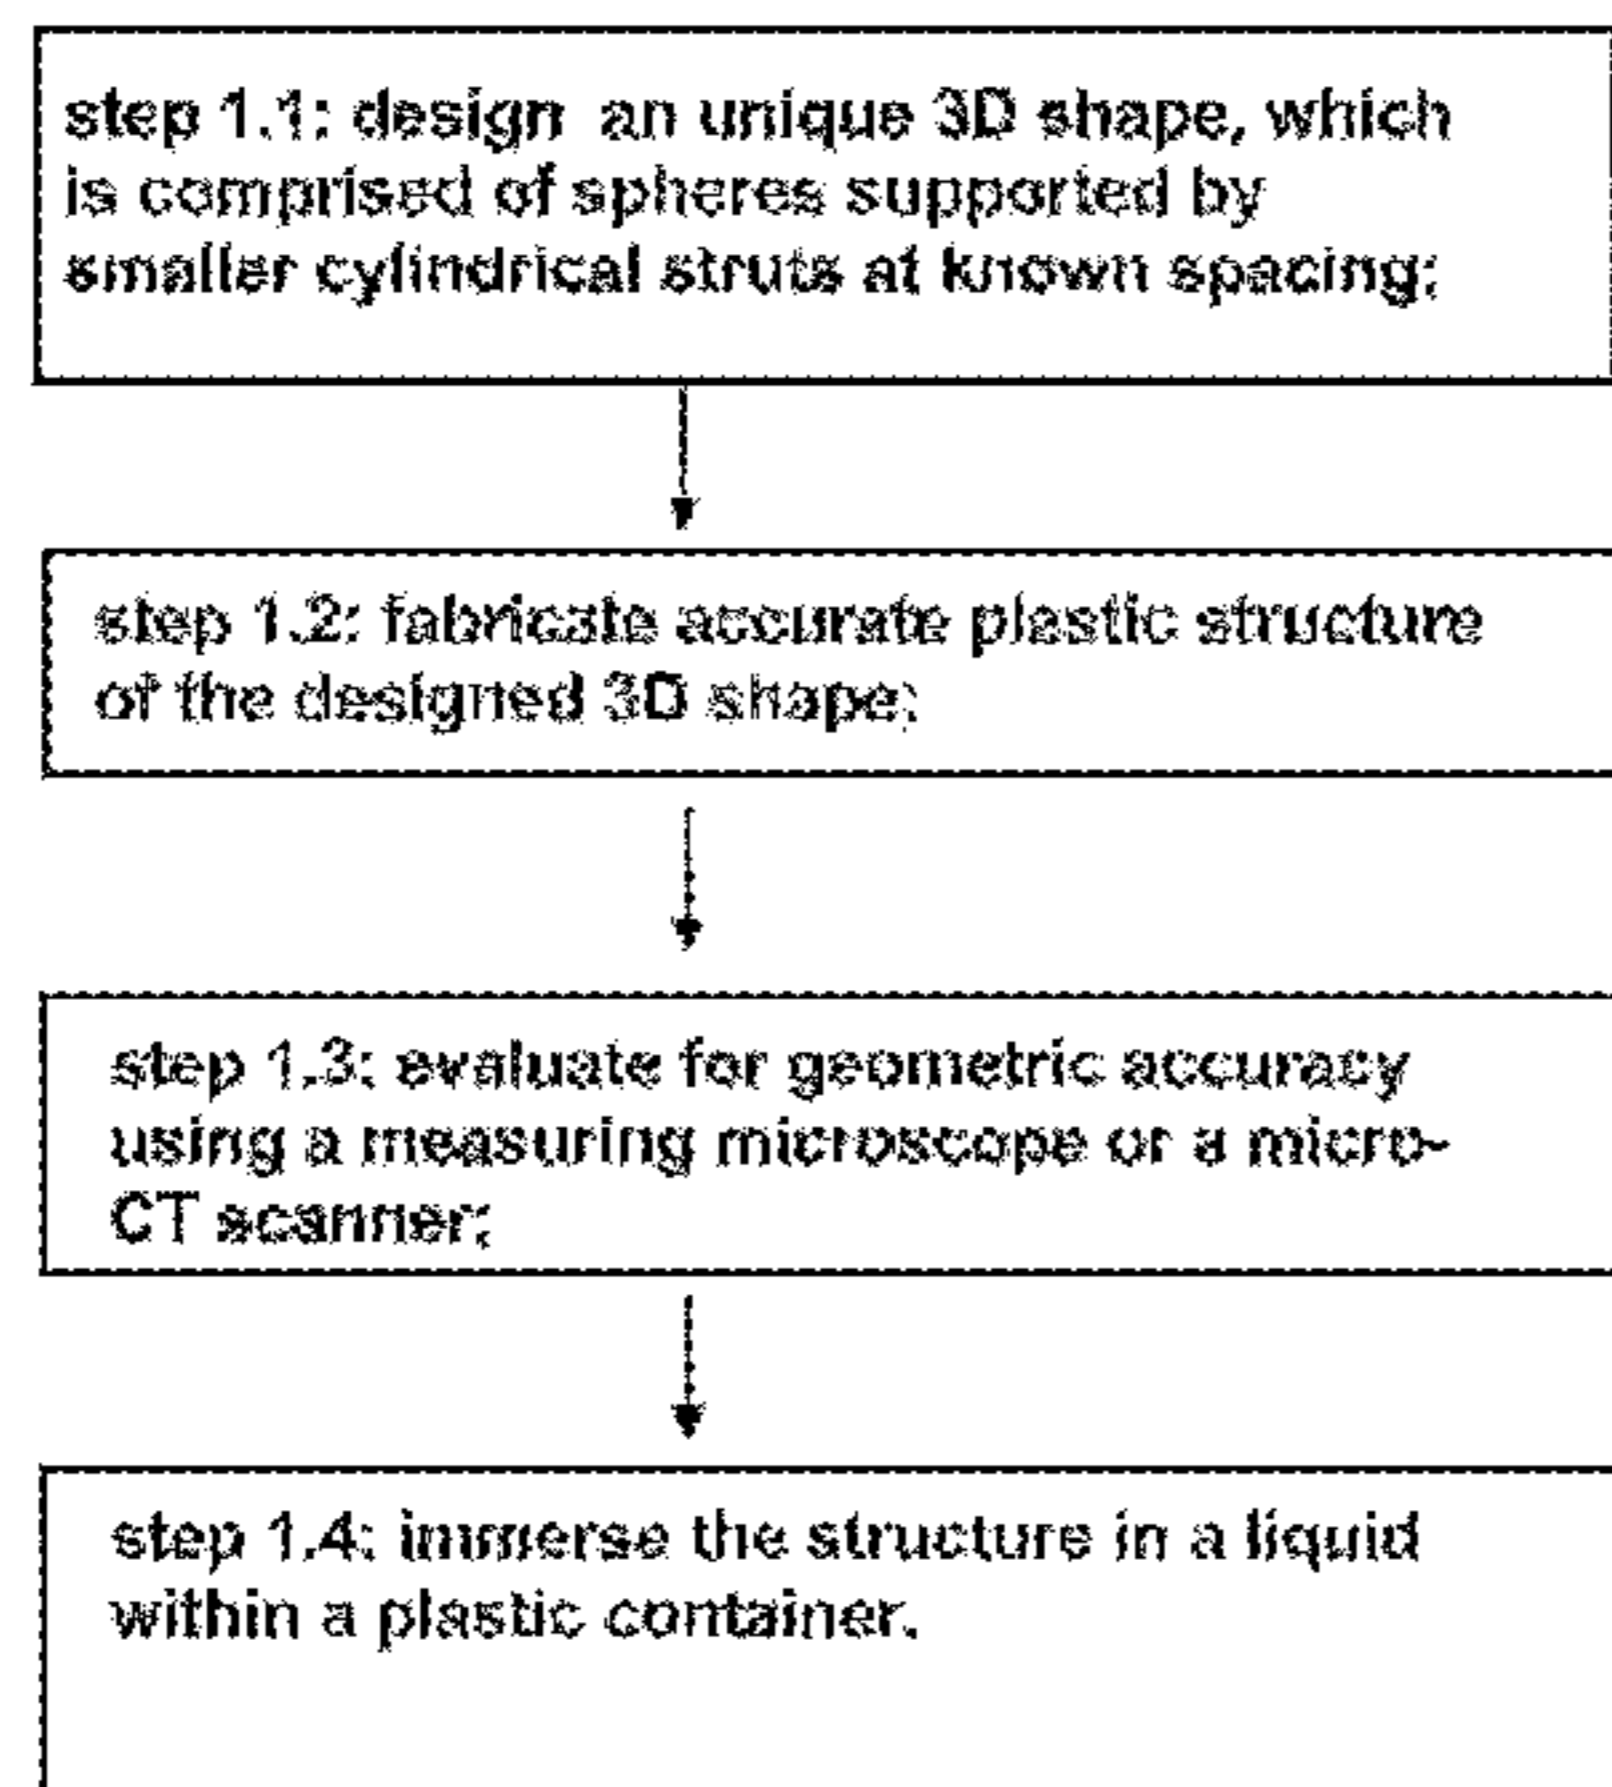 step 1.1: design an unique 3D shape, which
is comprised of spheres supported by
smaller cylindrical struts at known spacing;
step 1.2: fabricate accurate plastic structure
of the designed 3D shape;
step 1.3: evaluate for geometric accuracy
using a measuring microscope or a micro-
CT scanner;
step 1.4: immerse the structure in a liquid
within a plastic container.